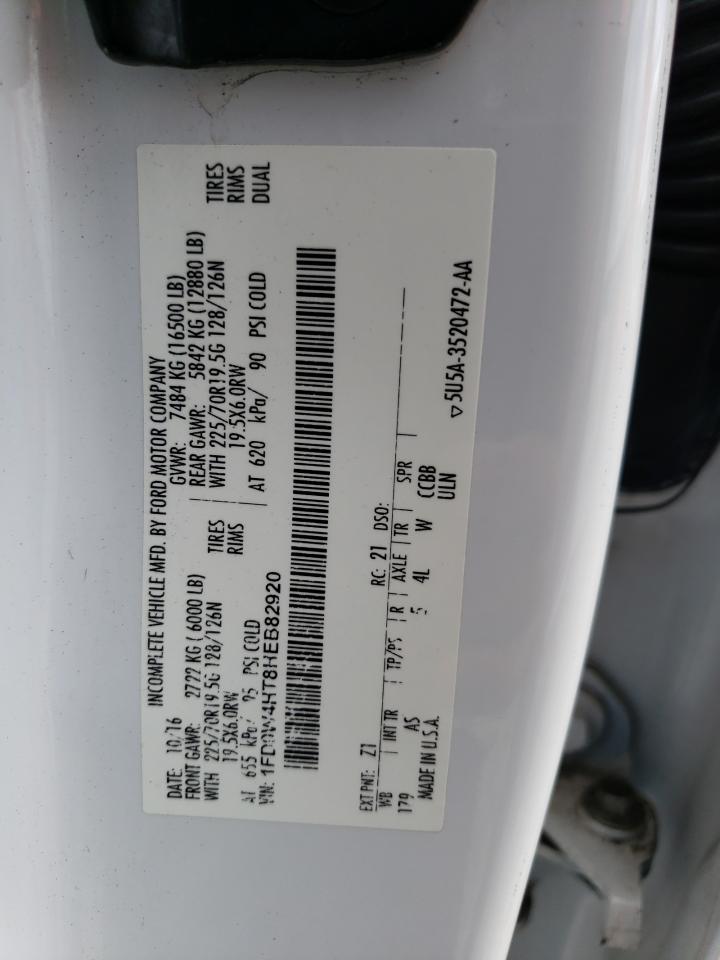 INCOMPLETE VEHICLE MFD. BY FORD MOTOR COMPANY
DATE: 10/16 GVWR: 7484 KG (16500 LB)
FRONT GAWR: 2722 KG ( 6000 LB) REAR GAWR: 5842 KG (12880 LB)
WITH 225/70R19.5G 128/126N TIRES WITH 225/70R19.5G 128/126N TIRES
19.5X6.0RW RIMS 19.5X6.0RW RIMS
AT 655 kPa/ 95 PSI COLD AT 620 kPa/ 90 PSI COLD DUAL
VIN: 1FD0W4HT8HEB82920
EXT PNT: Z1 RC: 21 DSO:
WB INT TR TP/PS R AXLE TR SPR
179 AS 5 4L W CCBB
MADE IN U.S.A. ULN
▽5U5A-3520472-AA